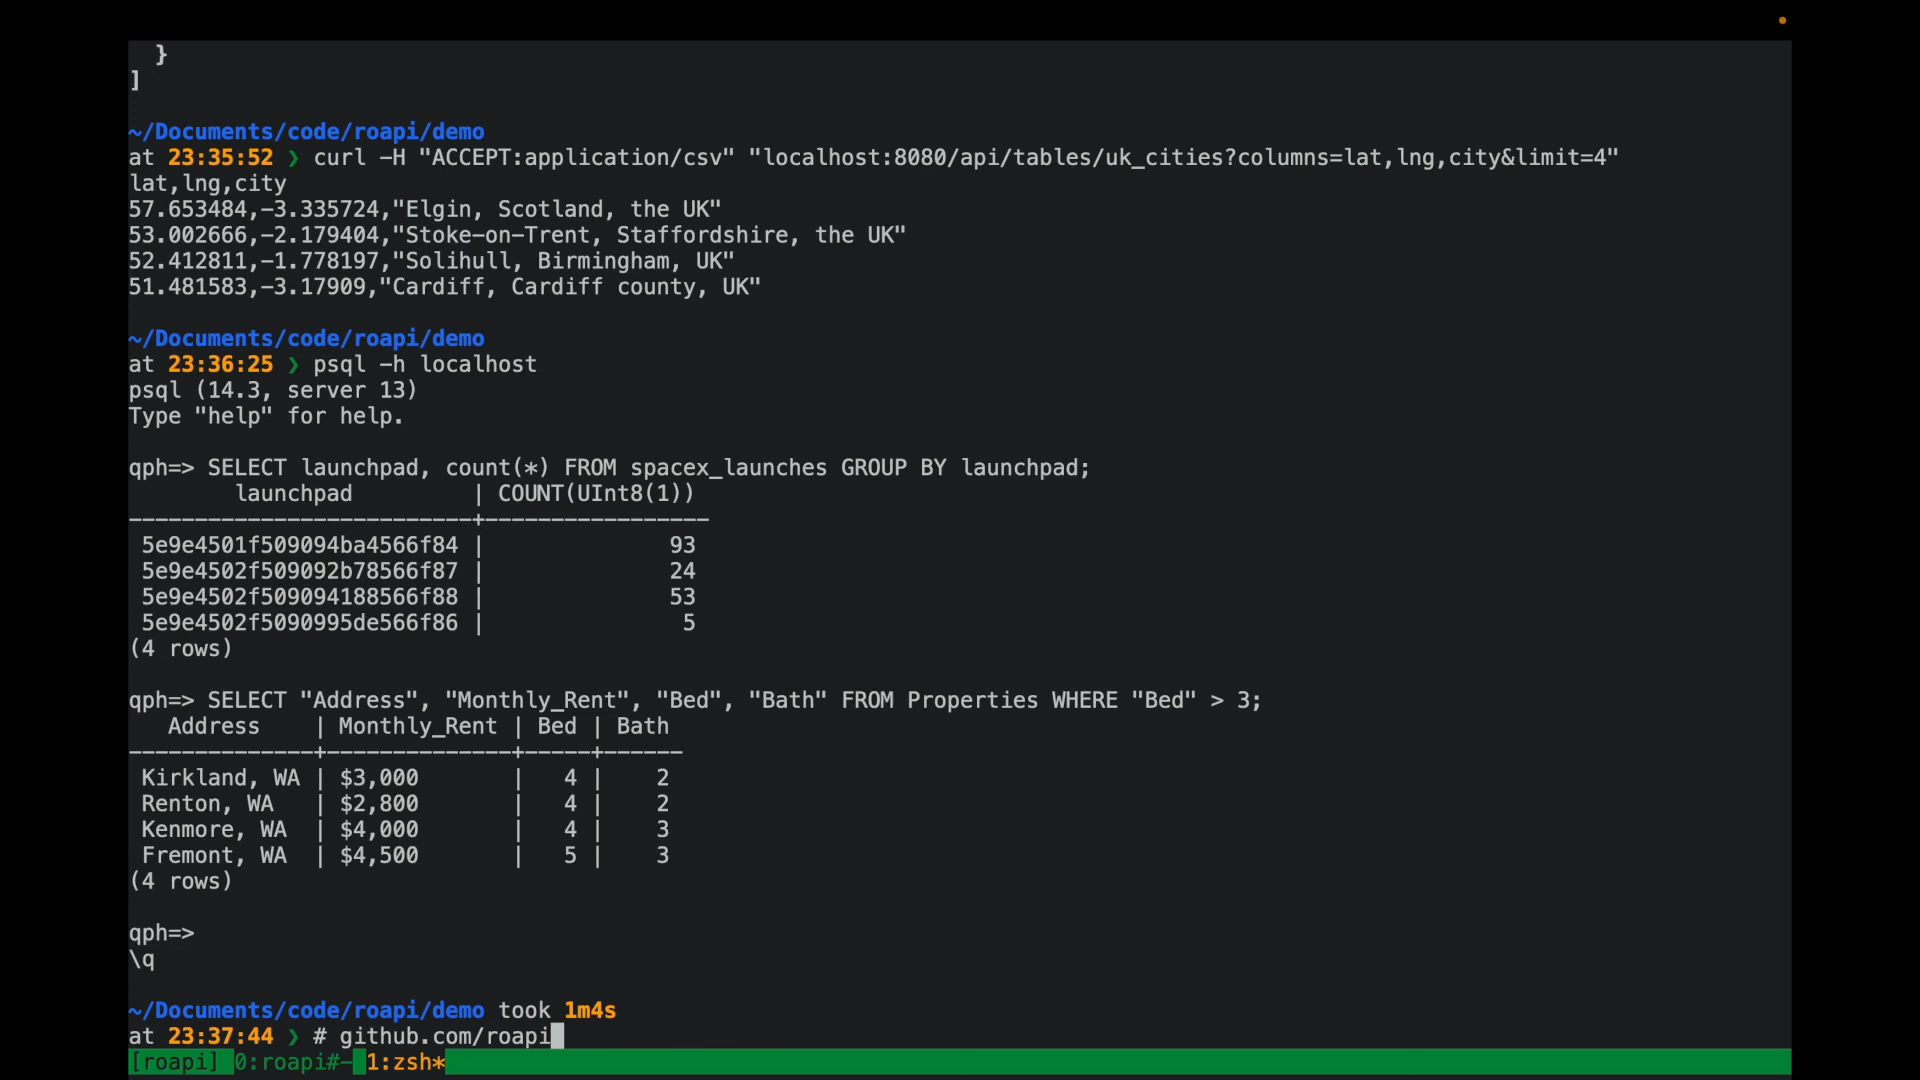 }
]

~/Documents/code/roapi/demo
at 23:35:52 ❯ curl -H "ACCEPT:application/csv" "localhost:8080/api/tables/uk_cities?columns=lat,lng,city&limit=4"
lat,lng,city
57.653484,-3.335724,"Elgin, Scotland, the UK"
53.002666,-2.179404,"Stoke-on-Trent, Staffordshire, the UK"
52.412811,-1.778197,"Solihull, Birmingham, UK"
51.481583,-3.17909,"Cardiff, Cardiff county, UK"

~/Documents/code/roapi/demo
at 23:36:25 ❯ psql -h localhost
psql (14.3, server 13)
Type "help" for help.

qph=> SELECT launchpad, count(*) FROM spacex_launches GROUP BY launchpad;
        launchpad         | COUNT(UInt8(1))
--------------------------+-----------------
 5e9e4501f509094ba4566f84 |              93
 5e9e4502f509092b78566f87 |              24
 5e9e4502f509094188566f88 |              53
 5e9e4502f5090995de566f86 |               5
(4 rows)

qph=> SELECT "Address", "Monthly_Rent", "Bed", "Bath" FROM Properties WHERE "Bed" > 3;
   Address    | Monthly_Rent | Bed | Bath
--------------+--------------+-----+------
 Kirkland, WA | $3,000       |   4 |    2
 Renton, WA   | $2,800       |   4 |    2
 Kenmore, WA  | $4,000       |   4 |    3
 Fremont, WA  | $4,500       |   5 |    3
(4 rows)

qph=>
\q

~/Documents/code/roapi/demo took 1m4s
at 23:37:44 ❯ # github.com/roapi
[roapi] 0:roapi#- 1:zsh*